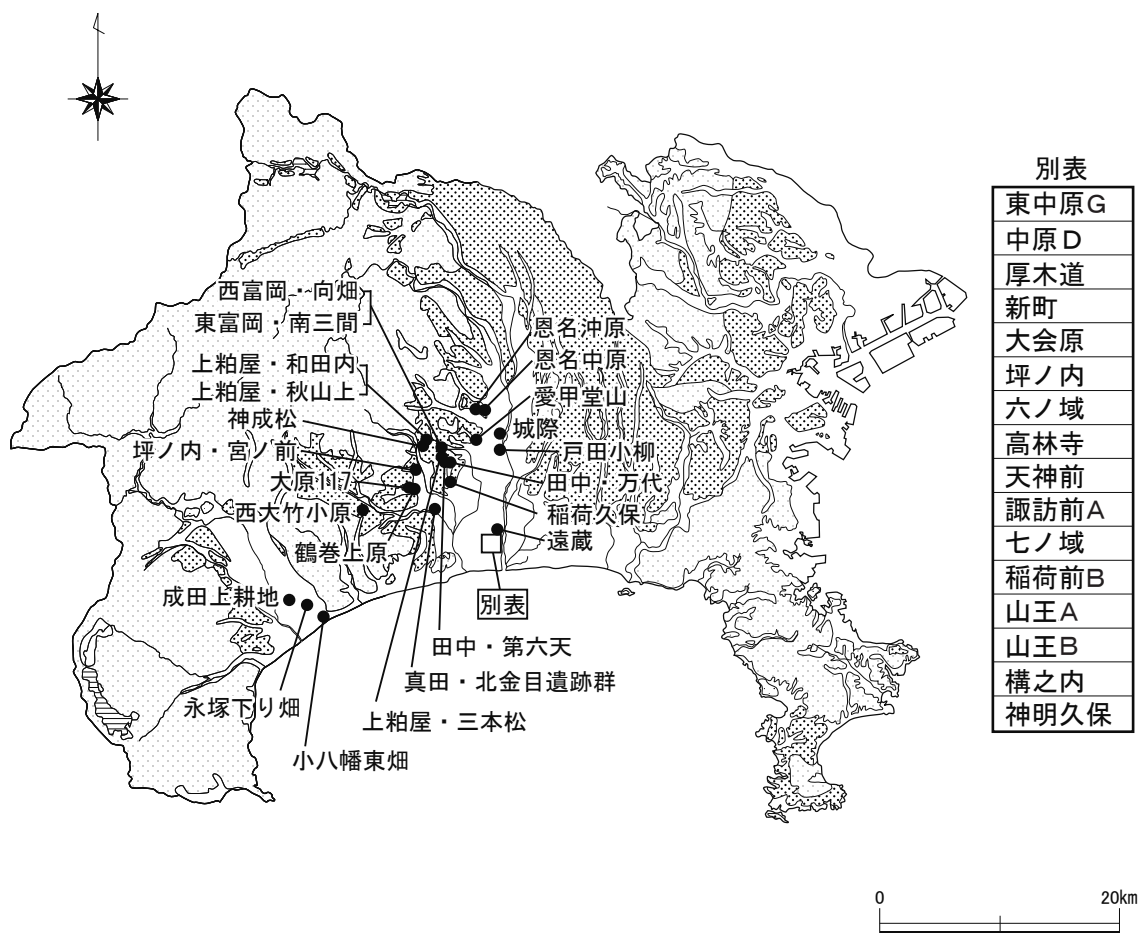 西富岡・向畑
東富岡・南三間
上粕屋・和田内
上粕屋・秋山上
神成松
坪ノ内・宮ノ前
大原117
西大竹小原
鶴巻上原
成田上耕地
永塚下り畑
小八幡東畑
恩名沖原
恩名中原
愛甲堂山
城際
戸田小柳
田中・万代
稲荷久保
遠蔵
別表
田中・第六天
真田・北金目遺跡群
上粕屋・三本松
別表
東中原G
中原D
厚木道
新町
大会原
坪ノ内
六ノ域
高林寺
天神前
諏訪前A
七ノ域
稲荷前B
山王A
山王B
構之内
神明久保
0 20km